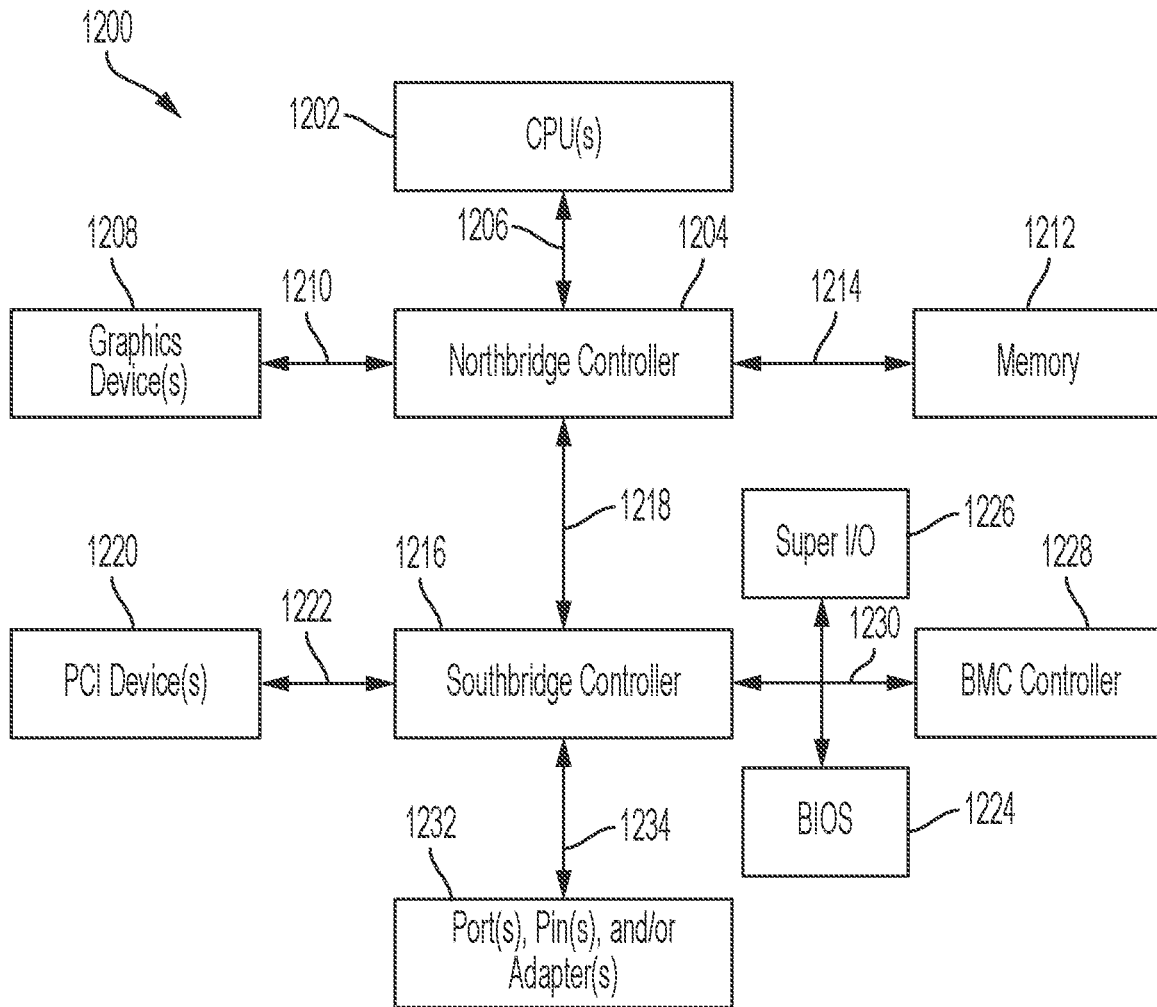 1200
1202
CPU(s)
1206
1204
1208
1212
1210
1214
Graphics
Device(s)
Northbridge Controller
Memory
1218
1226
Super I/O
1220
1216
1228
1222
1230
PCI Device(s)
Southbridge Controller
BMC Controller
1232
1234
BIOS
1224
Port(s), Pin(s), and/or
Adapter(s)